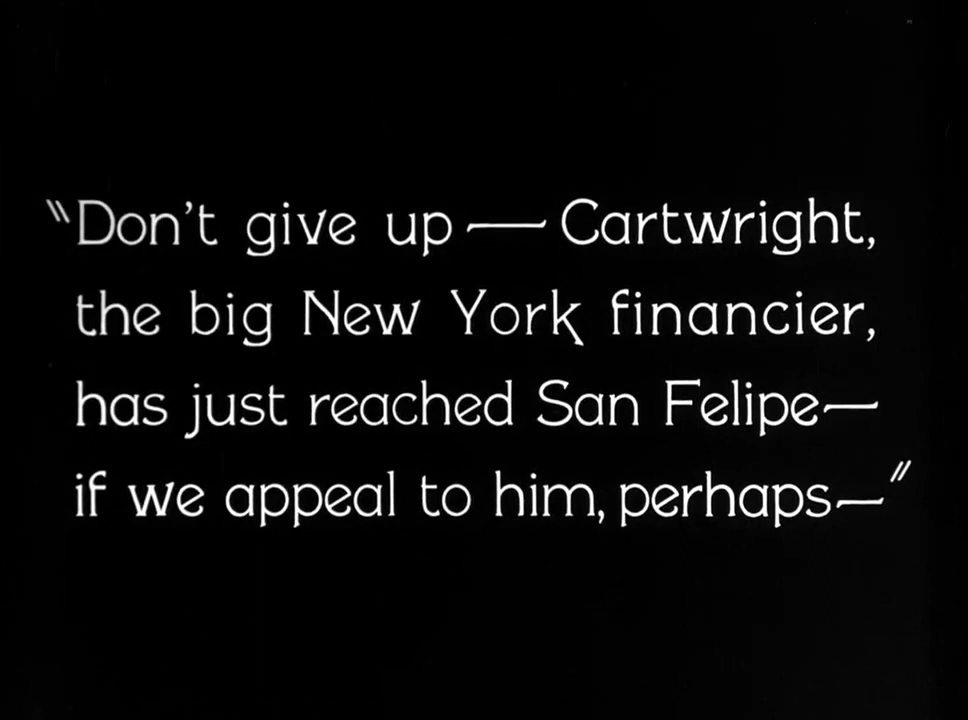 "Don't give up — Cartwright,
the big New York financier,
has just reached San Felipe—
if we appeal to him, perhaps—"